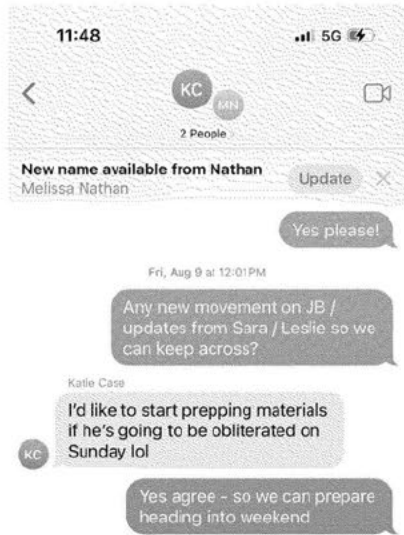 11:48
5G
KC
MN
2 People
New name available from Nathan
Melissa Nathan
Update
Yes please!
Fri, Aug 9 at 12:01PM
Any new movement on JB /
updates from Sara / Leslie so we
can keep across?
Katie Case
I'd like to start prepping materials
if he's going to be obliterated on
Sunday lol
KC
Yes agree - so we can prepare
heading into weekend